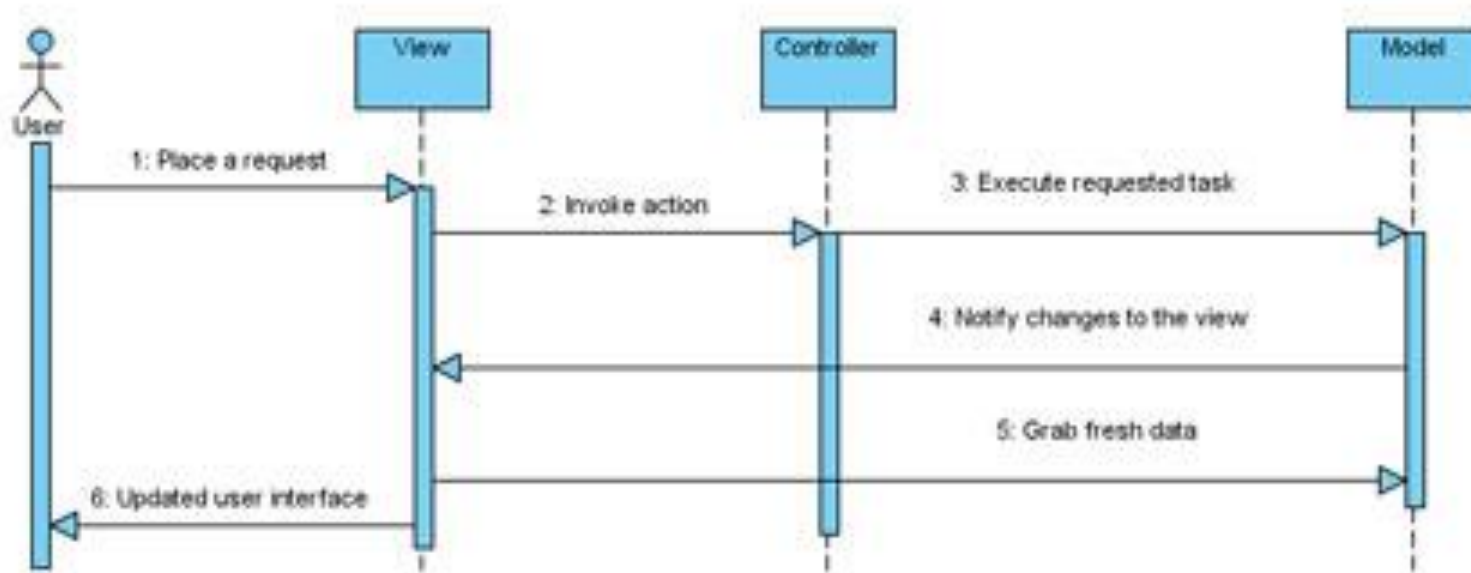 View
Controller
Model
User
1: Place a request
3: Execute requested task
2: Invoke action
4: Notify changes to the view
5: Grab fresh data
6: Updated user interface